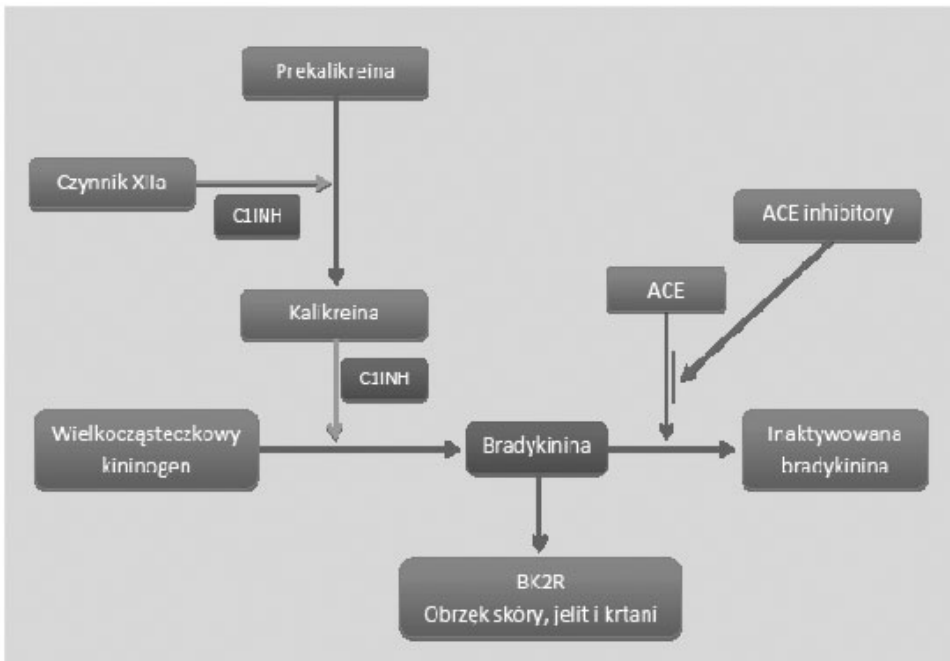 Prekalikreina
Czynnik XIIa
C1INH
ACE inhibitory
ACE
Kalikreina
C1INH
Wielkocząsteczkowy
kininogen
Bradykinina
Inaktywowana
bradykinina
BK2R
Obrzęk skóry, jelit i krtani